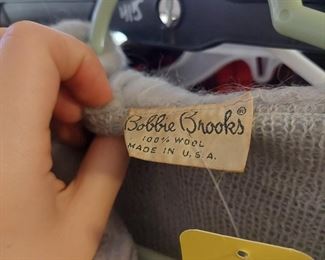 Bobbie Brooks®
100% WOOL
MADE IN U.S.A.